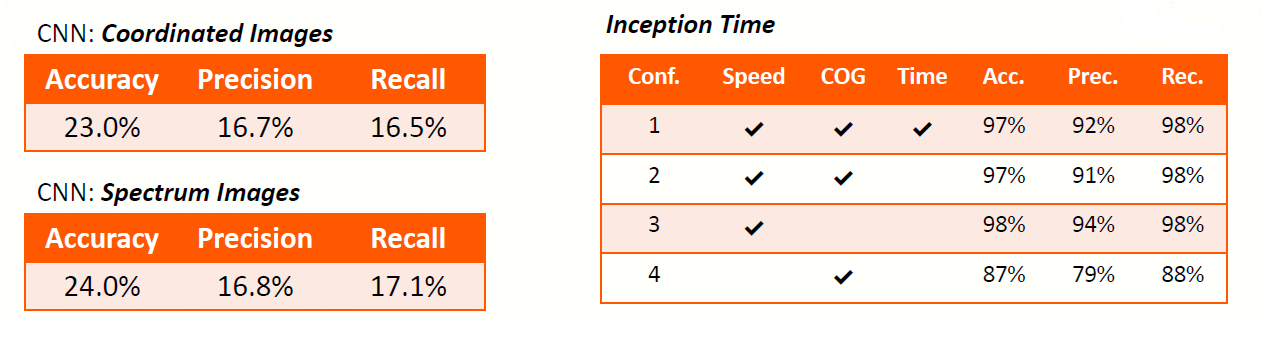 CNN: Coordinated Images
Accuracy Precision Recall
23.0% 16.7% 16.5%
CNN: Spectrum Images
Accuracy Precision Recall
24.0% 16.8% 17.1%
Inception Time
Conf. Speed COG Time Acc. Prec. Rec.
1 ✓ ✓ ✓ 97% 92% 98%
2 ✓ ✓ 97% 91% 98%
3 ✓ 98% 94% 98%
4 ✓ 87% 79% 88%